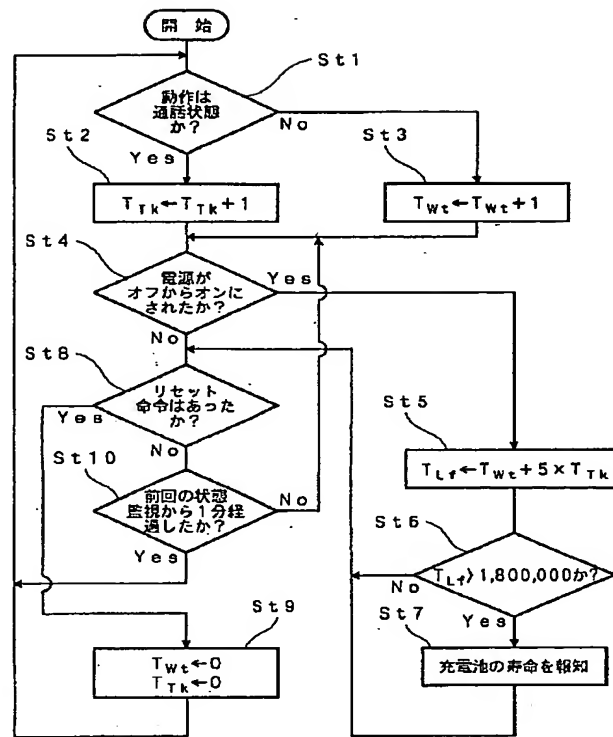 開始
St1
動作は
通話状態
か？
No
Yes
St2
T_Tk←T_Tk+1
St3
T_Wt←T_Wt+1
St4
電源が
オフからオンに
されたか？
Yes
No
St8
リセット
命令はあった
か？
Yes
No
St5
T_Lf←T_Wt+5×T_Tk
St10
前回の状態
監視から1分経
過したか？
No
Yes
St6
T_Lf>1,800,000か？
No
Yes
St9
T_Wt←0
T_Tk←0
St7
充電池の寿命を報知